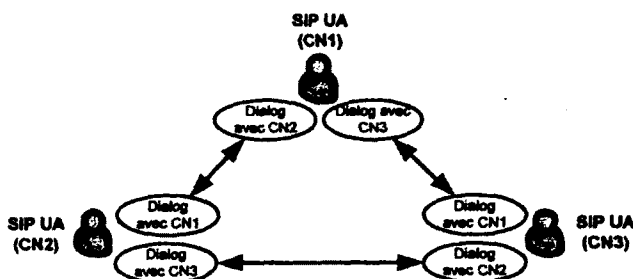 SIP UA
(CN1)
Dialog
avec CN2
Dialog avec
CN3
SIP UA
(CN2)
Dialog
avec CN1
Dialog
avec CN3
Dialog
avec CN1
Dialog
avec CN2
SIP UA
(CN3)